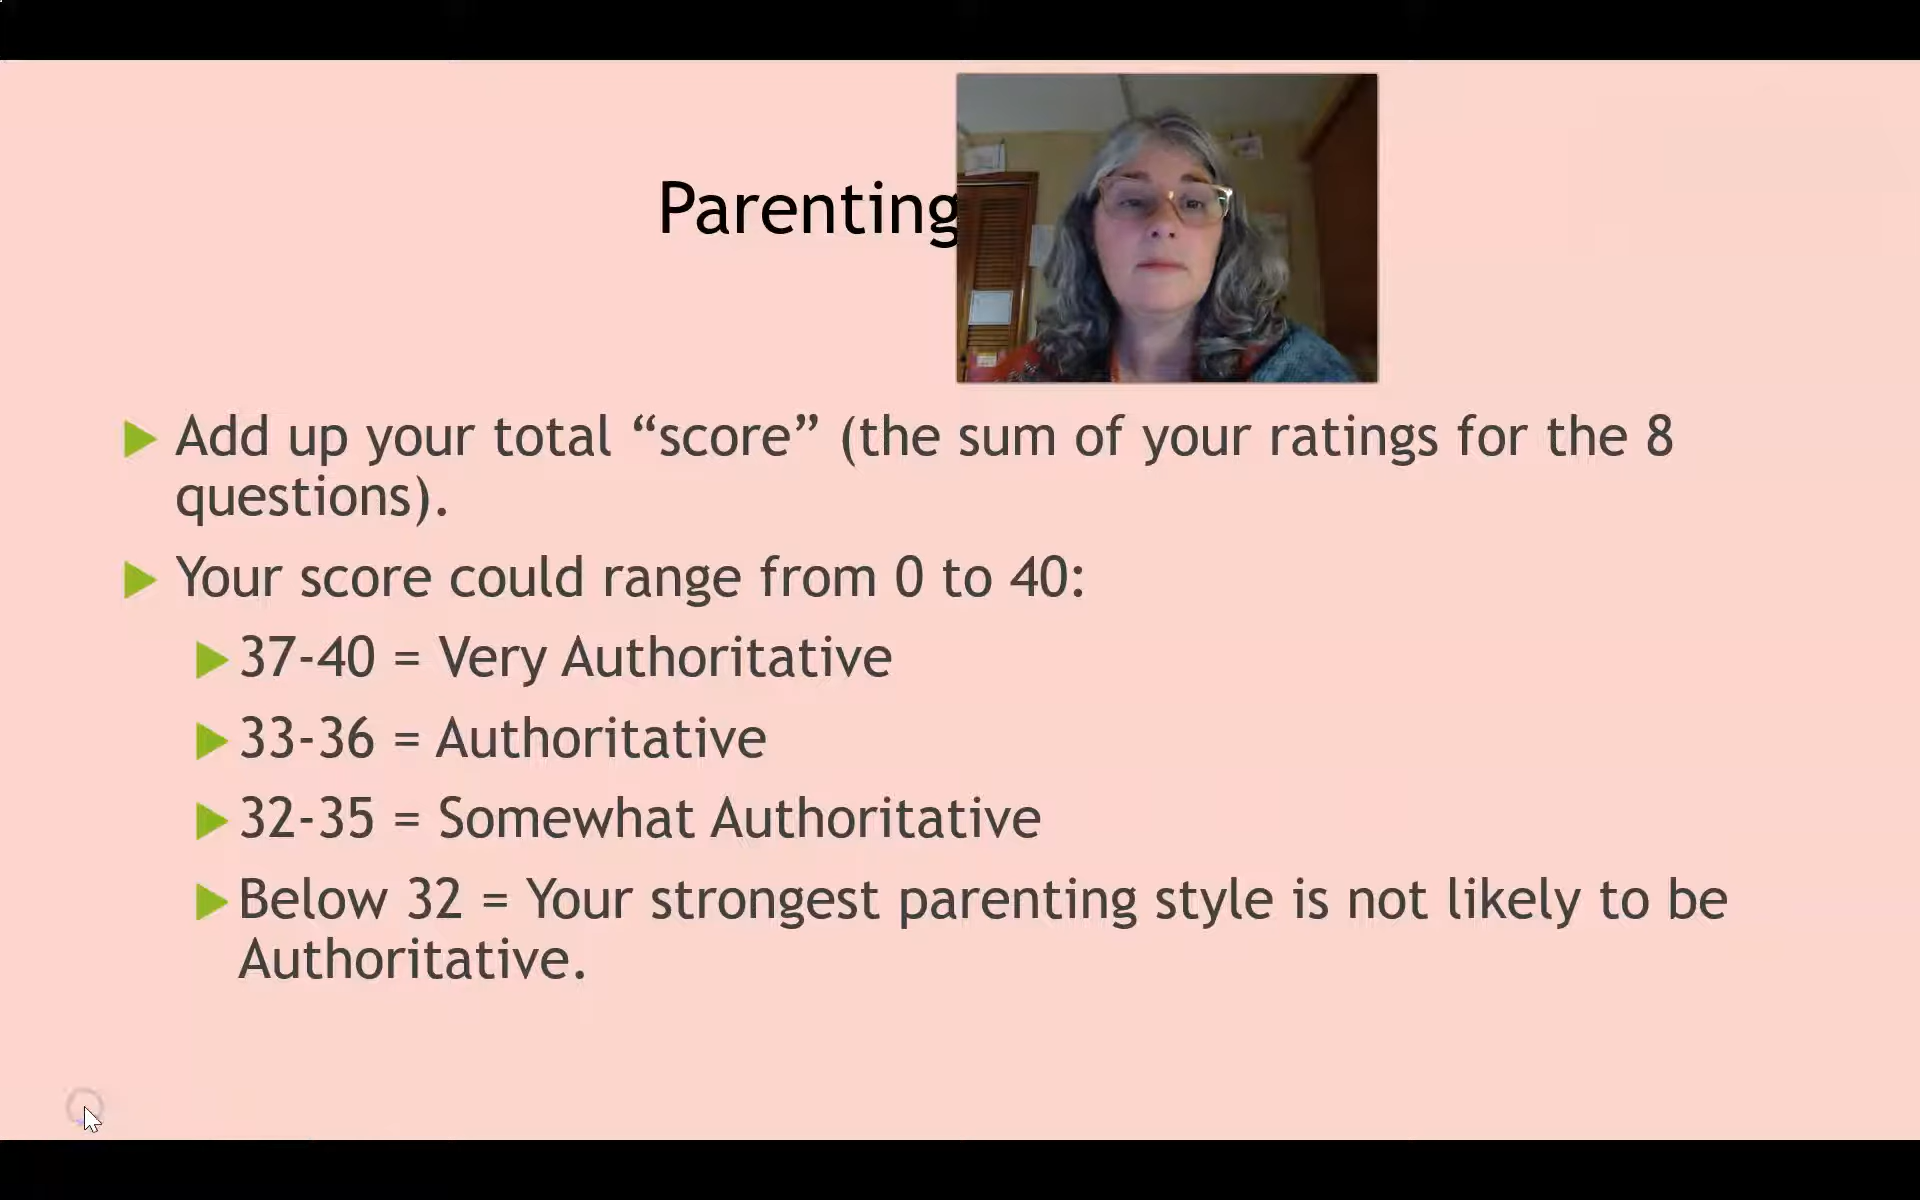 Parenting
Add up your total “score” (the sum of your ratings for the 8
questions).
Your score could range from 0 to 40:
37-40 = Very Authoritative
33-36 = Authoritative
32-35 = Somewhat Authoritative
Below 32 = Your strongest parenting style is not likely to be
Authoritative.